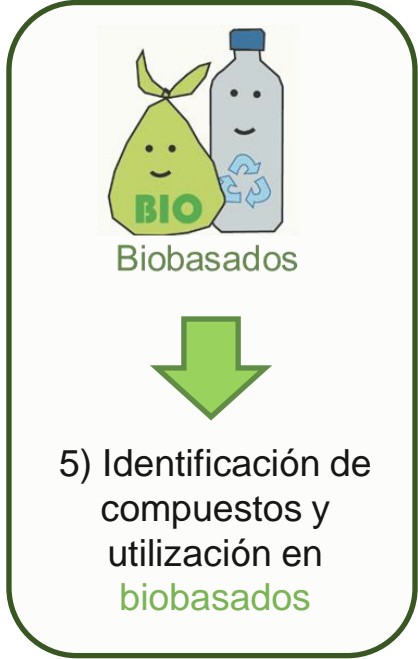 BIO
Biobasados
5) Identificación de
compuestos y
utilización en
biobasados